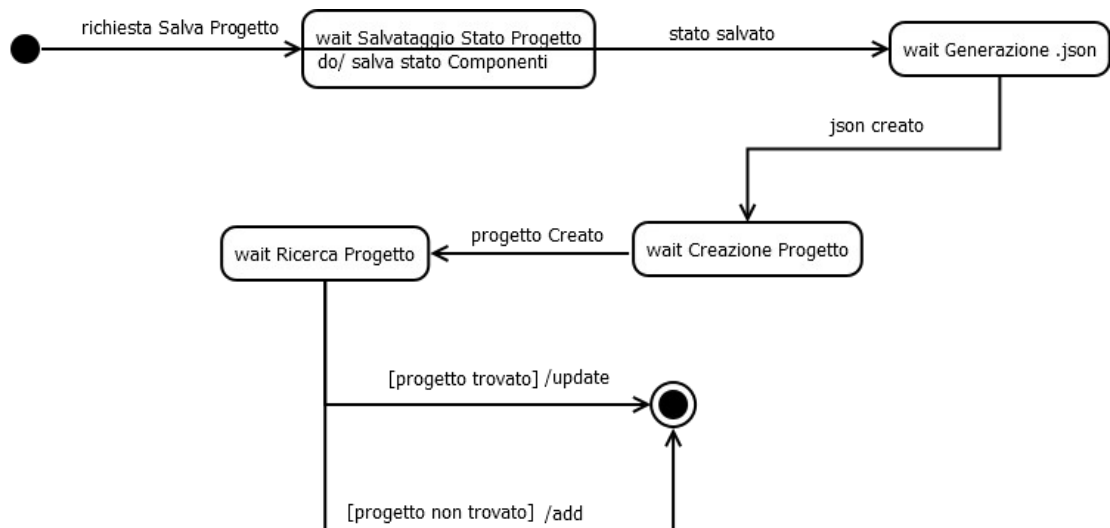 richiesta Salva Progetto
wait Salvataggio Stato Progetto
do/ salva stato Componenti
stato salvato
wait Generazione .json
json creato
wait Creazione Progetto
progetto Creato
wait Ricerca Progetto
[progetto trovato] /update
[progetto non trovato] /add